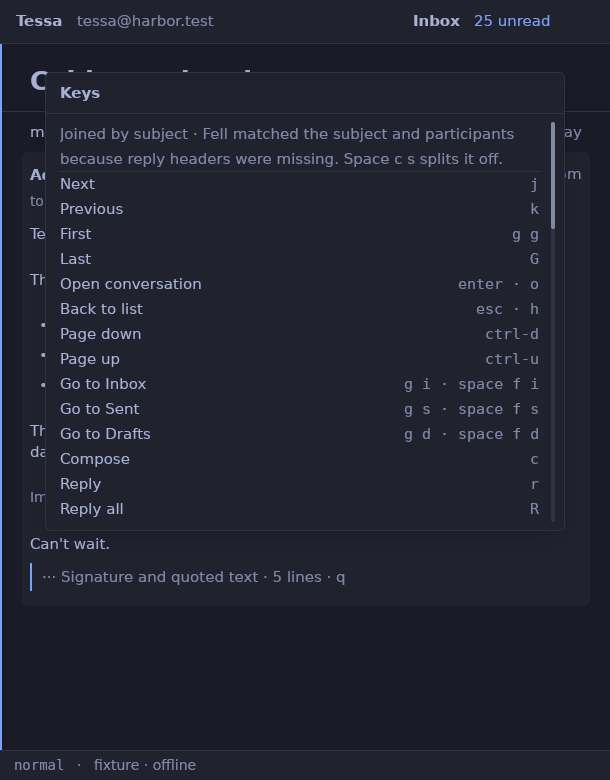 Tessa tessa@harbor.test Inbox 25 unread
Keys
Joined by subject · Fell matched the subject and participants
because reply headers were missing. Space c s splits it off.
Next j
Previous k
First g g
Last G
Open conversation enter · o
Back to list esc · h
Page down ctrl-d
Page up ctrl-u
Go to Inbox g i · space f i
Go to Sent g s · space f s
Go to Drafts g d · space f d
Compose c
Reply r
Reply all R
to
Can't wait.
··· Signature and quoted text · 5 lines · q
normal · fixture · offline